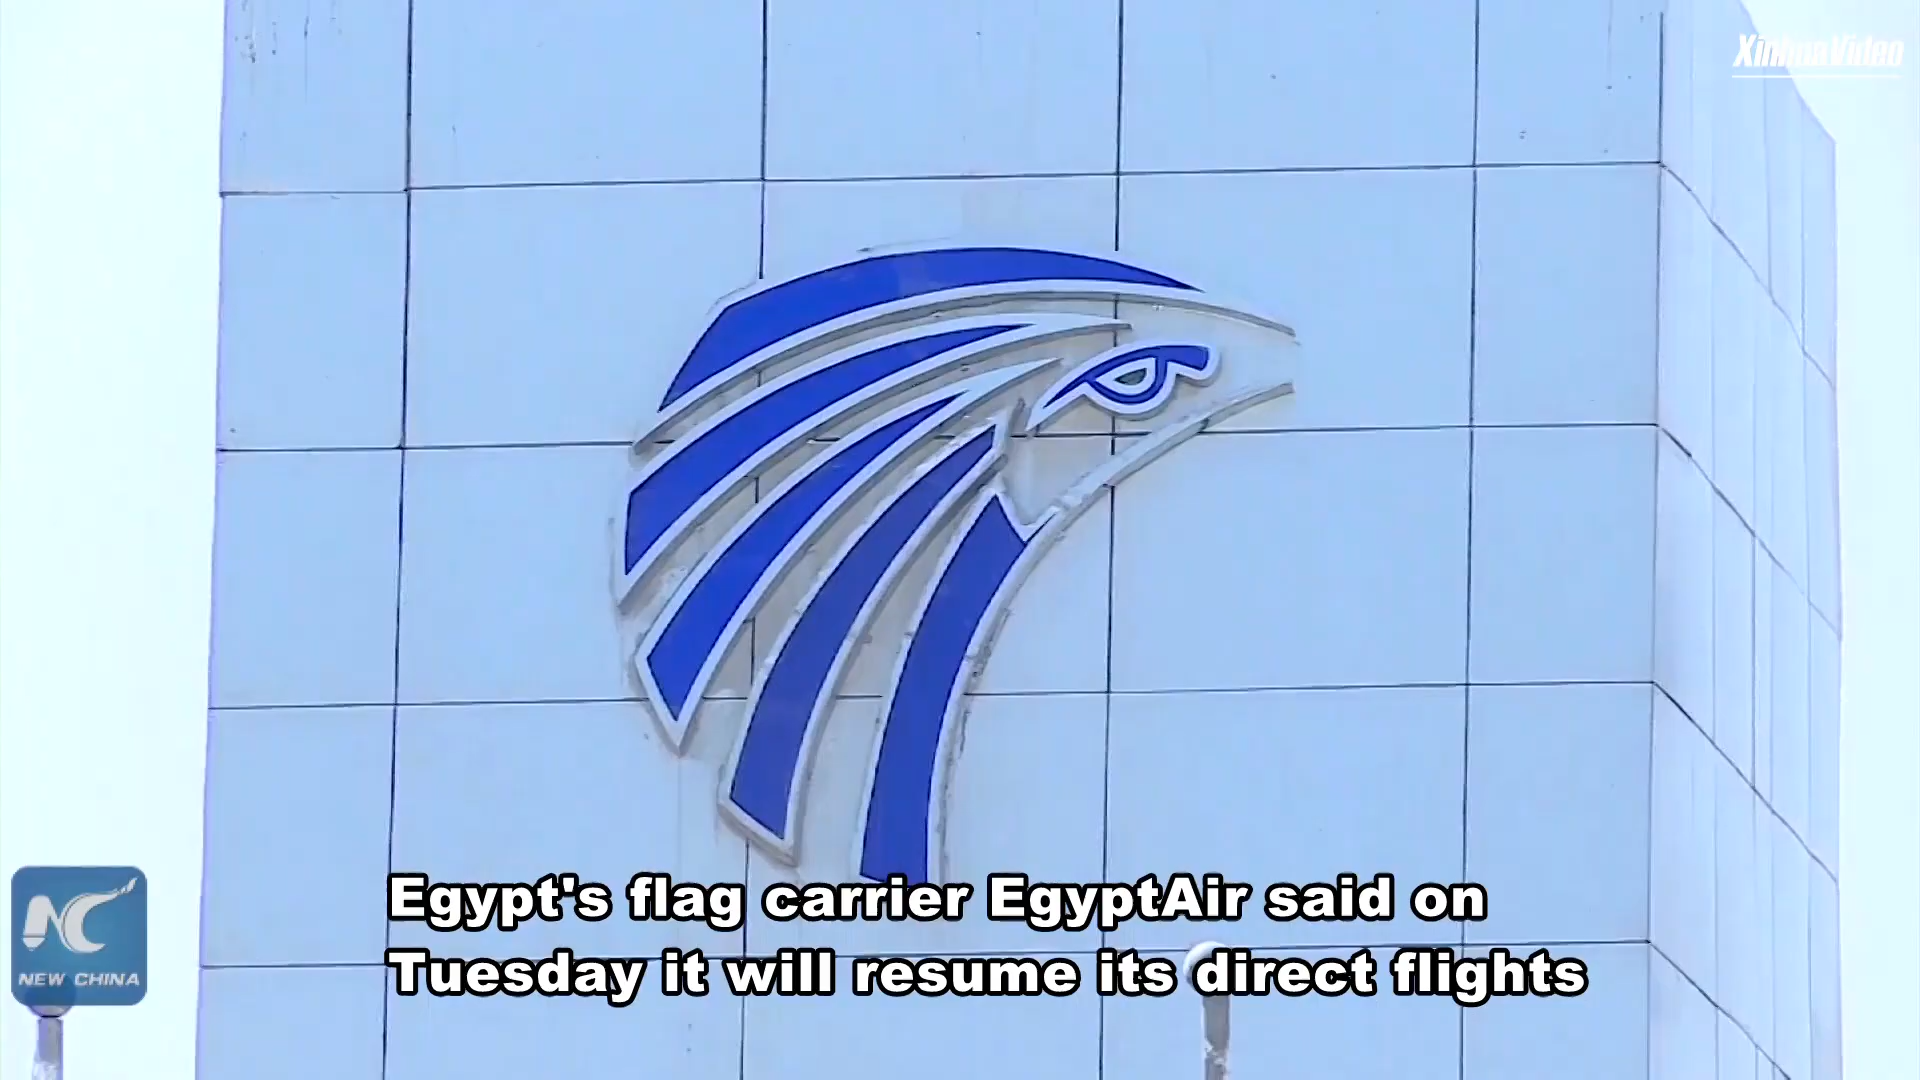 XinhuaVideo
Egypt's flag carrier EgyptAir said on
Tuesday it will resume its direct flights
NEW CHINA